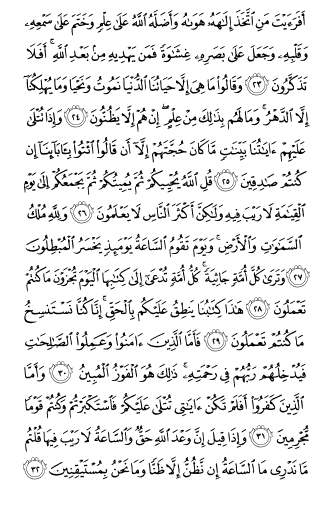 أَفَرَءَيْتَ مَنِ ٱتَّخَذَ إِلَـٰهَهُۥ هَوَىٰهُ وَأَضَلَّهُ ٱللَّهُ عَلَىٰ عِلْمٍ وَخَتَمَ عَلَىٰ سَمْعِهِۦ
وَقَلْبِهِۦ وَجَعَلَ عَلَىٰ بَصَرِهِۦ غِشَـٰوَةً فَمَن يَهْدِيهِ مِنۢ بَعْدِ ٱللَّهِ ۚ أَفَلَا
تَذَكَّرُونَ ﴿٢٣﴾ وَقَالُوا۟ مَا هِىَ إِلَّا حَيَاتُنَا ٱلدُّنْيَا نَمُوتُ وَنَحْيَا وَمَا يُهْلِكُنَآ
إِلَّا ٱلدَّهْرُ ۚ وَمَا لَهُم بِذَٰلِكَ مِنْ عِلْمٍ ۖ إِنْ هُمْ إِلَّا يَظُنُّونَ ﴿٢٤﴾ وَإِذَا تُتْلَىٰ
عَلَيْهِمْ ءَايَـٰتُنَا بَيِّنَـٰتٍ مَّا كَانَ حُجَّتَهُمْ إِلَّآ أَن قَالُوا۟ ٱئْتُوا۟ بِـَٔابَآئِنَآ إِن
كُنتُمْ صَـٰدِقِينَ ﴿٢٥﴾ قُلِ ٱللَّهُ يُحْيِيكُمْ ثُمَّ يُمِيتُكُمْ ثُمَّ يَجْمَعُكُمْ إِلَىٰ يَوْمِ
ٱلْقِيَـٰمَةِ لَا رَيْبَ فِيهِ وَلَـٰكِنَّ أَكْثَرَ ٱلنَّاسِ لَا يَعْلَمُونَ ﴿٢٦﴾ وَلِلَّهِ مُلْكُ
ٱلسَّمَـٰوَٰتِ وَٱلْأَرْضِ ۚ وَيَوْمَ تَقُومُ ٱلسَّاعَةُ يَوْمَئِذٍ يَخْسَرُ ٱلْمُبْطِلُونَ
﴿٢٧﴾ وَتَرَىٰ كُلَّ أُمَّةٍ جَاثِيَةً ۚ كُلُّ أُمَّةٍ تُدْعَىٰٓ إِلَىٰ كِتَـٰبِهَا ٱلْيَوْمَ تُجْزَوْنَ مَا كُنتُمْ
تَعْمَلُونَ ﴿٢٨﴾ هَـٰذَا كِتَـٰبُنَا يَنطِقُ عَلَيْكُم بِٱلْحَقِّ ۚ إِنَّا كُنَّا نَسْتَنسِخُ
مَا كُنتُمْ تَعْمَلُونَ ﴿٢٩﴾ فَأَمَّا ٱلَّذِينَ ءَامَنُوا۟ وَعَمِلُوا۟ ٱلصَّـٰلِحَـٰتِ
فَيُدْخِلُهُمْ رَبُّهُمْ فِى رَحْمَتِهِۦ ۚ ذَٰلِكَ هُوَ ٱلْفَوْزُ ٱلْمُبِينُ ﴿٣٠﴾ وَأَمَّا
ٱلَّذِينَ كَفَرُوٓا۟ أَفَلَمْ تَكُنْ ءَايَـٰتِى تُتْلَىٰ عَلَيْكُمْ فَٱسْتَكْبَرْتُمْ وَكُنتُمْ قَوْمًا
مُّجْرِمِينَ ﴿٣١﴾ وَإِذَا قِيلَ إِنَّ وَعْدَ ٱللَّهِ حَقٌّ وَٱلسَّاعَةُ لَا رَيْبَ فِيهَا قُلْتُم
مَّا نَدْرِى مَا ٱلسَّاعَةُ إِن نَّظُنُّ إِلَّا ظَنًّا وَمَا نَحْنُ بِمُسْتَيْقِنِينَ ﴿٣٢﴾